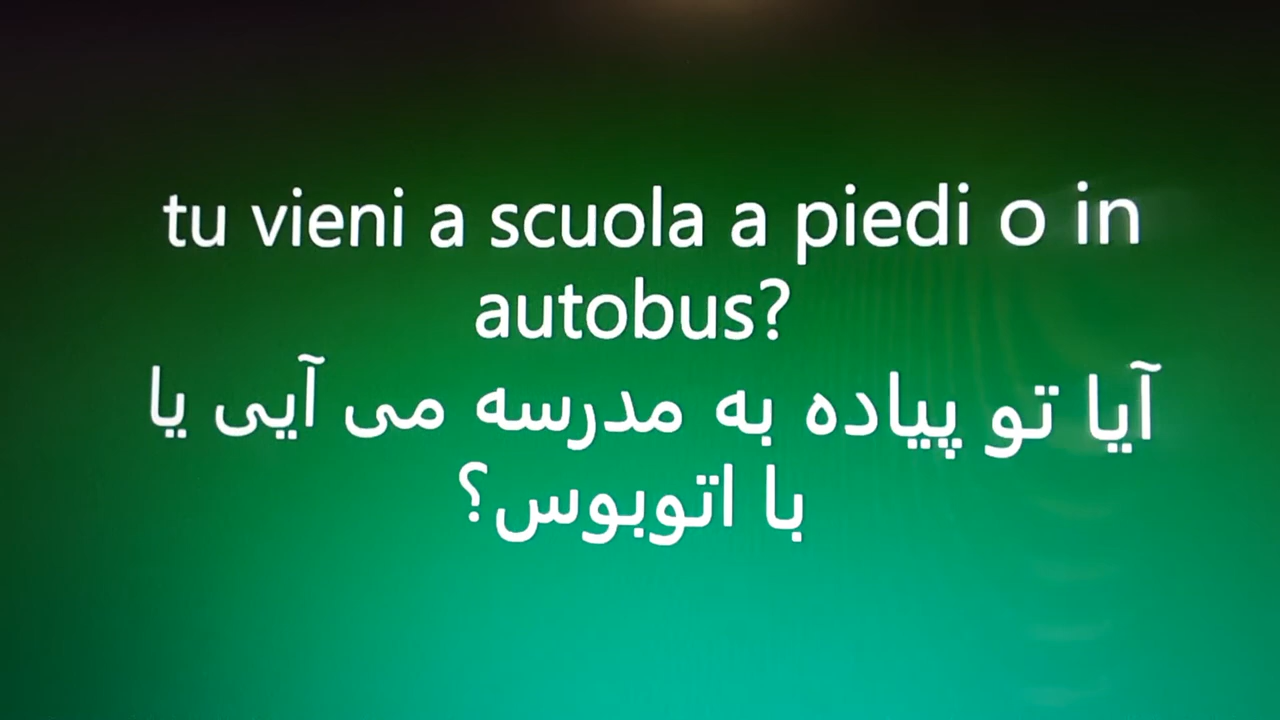 tu vieni a scuola a piedi o in
autobus?
آیا تو پیاده به مدرسه می آیی یا
با اتوبوس؟